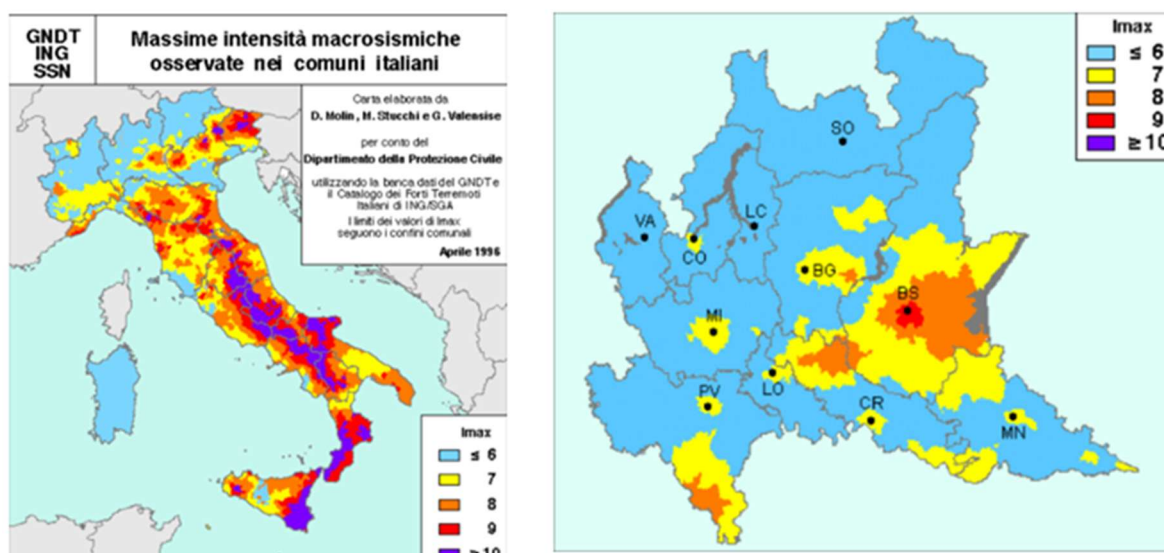 GNDT
ING
SSN
Massime intensità macrosismiche
osservate nei comuni italiani
Carta elaborata da
D. Molin, M. Stucchi e G. Valensise
per conto del
Dipartimento della Protezione Civile
utilizzando la banca dati del GNDT e
il Catalogo dei Forti Terremoti
Italiani di ING/SGA
I limiti dei valori di Imax
seguono i confini comunali
Aprile 1996
Imax
≤ 6
7
8
9
≥10
Imax
≤ 6
7
8
9
≥ 10
SO
VA
CO
LC
BG
BS
MI
LO
PV
CR
MN